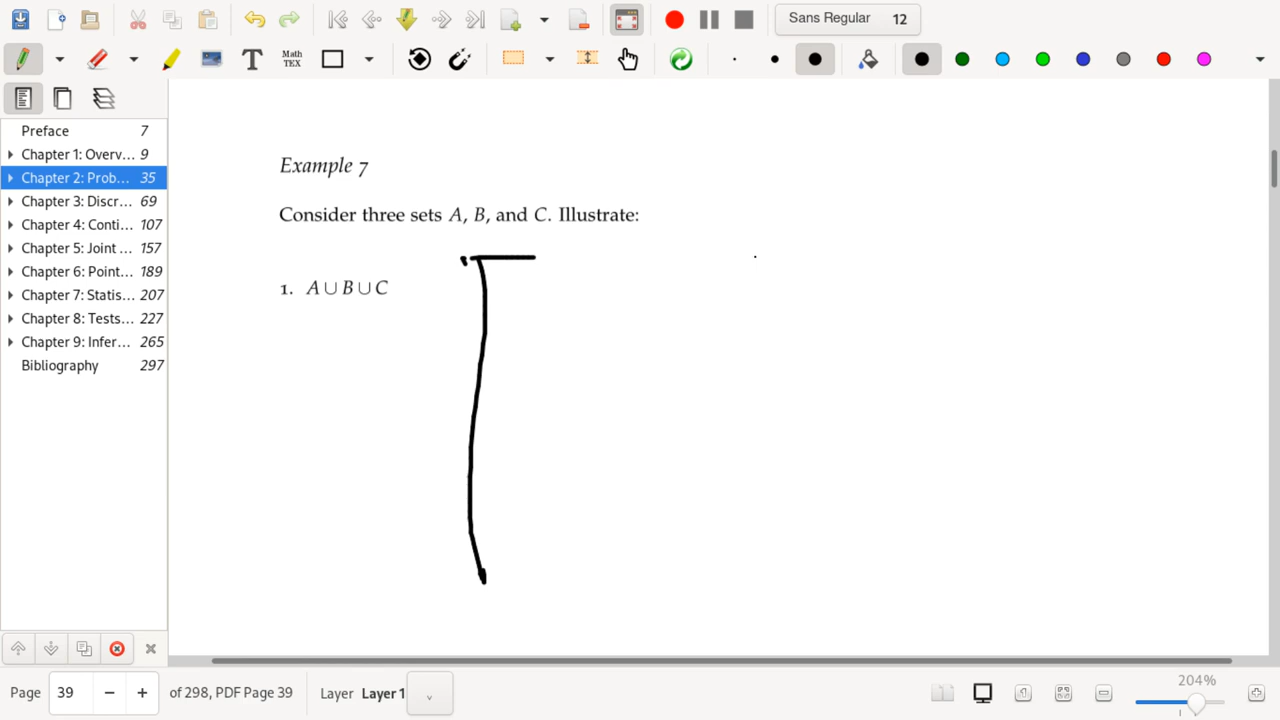 Sans Regular 12
T Math TEX
Preface 7
Chapter 1: Overv... 9
Chapter 2: Prob... 35
Chapter 3: Discr... 69
Chapter 4: Conti... 107
Chapter 5: Joint ... 157
Chapter 6: Point... 189
Chapter 7: Statis... 207
Chapter 8: Tests... 227
Chapter 9: Infer... 265
Bibliography 297
Example 7
Consider three sets A, B, and C. Illustrate:
1. A ∪ B ∪ C
Page 39 of 298, PDF Page 39 Layer Layer 1 204%